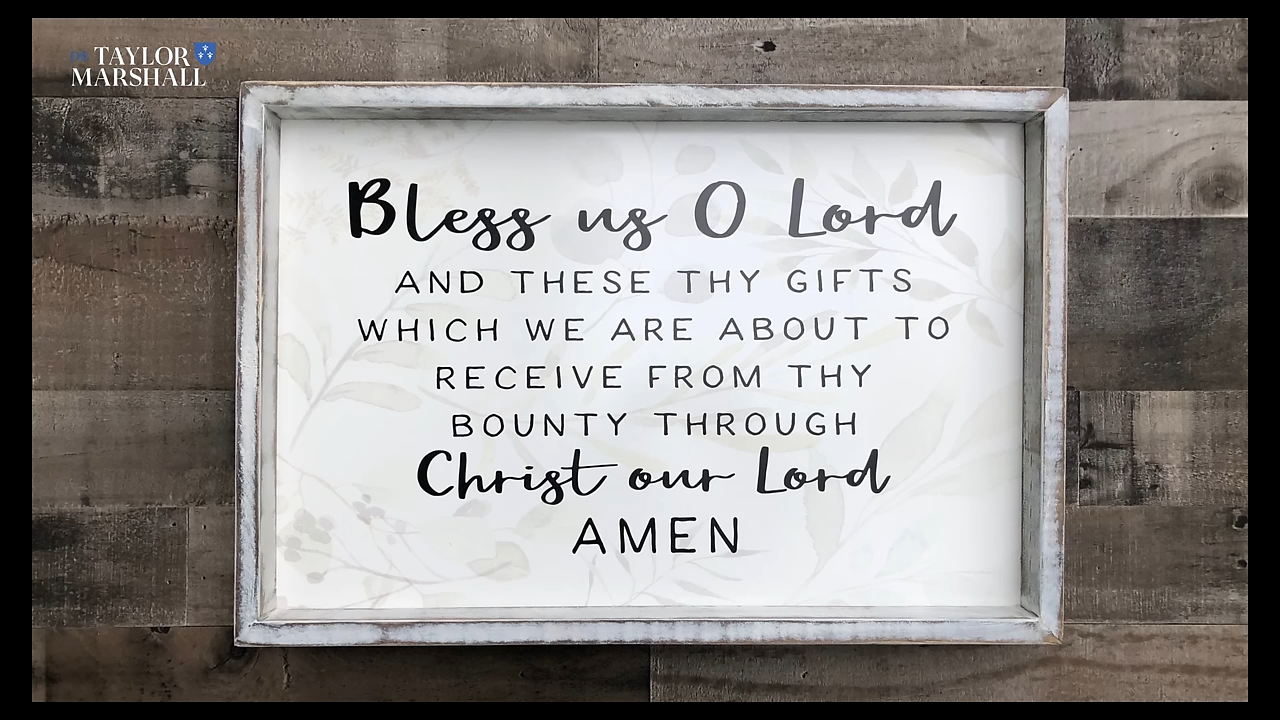 DR TAYLOR
MARSHALL
Bless us O Lord
AND THESE THY GIFTS
WHICH WE ARE ABOUT TO
RECEIVE FROM THY
BOUNTY THROUGH
Christ our Lord
AMEN